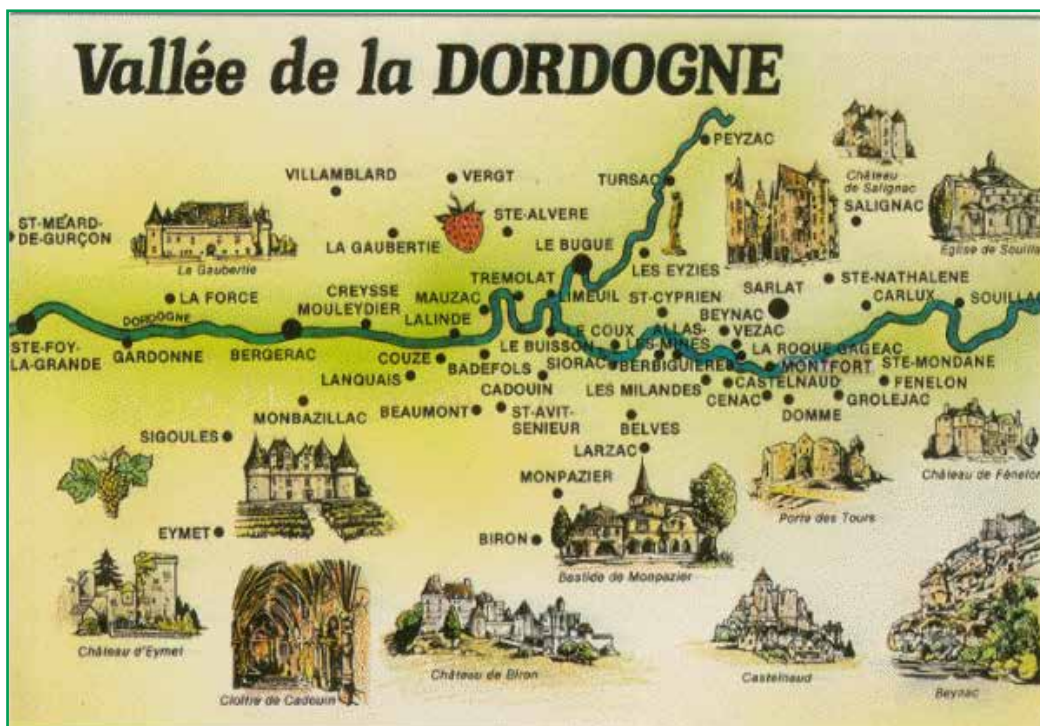 Vallée de la DORDOGNE
PEYZAC
Château
de Salignac
SALIGNAC
VILLAMBLARD
VERGT
TURSAC
ST-MÉARD-
DE-GURÇON
STE-ALVERE
LA GAUBERTIE
LE BUGUE
La Gaubertie
Eglise de Souillac
LES EYZIES
TREMOLAT
STE-NATHALENE
LA FORCE
CREYSSE
MOULEYDIER
MAUZAC
LIMEUIL
ST-CYPRIEN
SARLAT
CARLUX
SOUILLAC
BEYNAC
DORDOGNE
LALINDE
LE COUX
ALLAS-
LES-MINES
VEZAC
STE-FOY-
LA-GRANDE
GARDONNE
BERGERAC
COUZE
LE BUISSON
LA ROQUE GAGEAC
BADEFOLS
SIORAC
BERBIGUIERES
MONTFORT
STE-MONDANE
LANQUAIS
CADOUIN
LES MILANDES
CASTELNAUD
FENELON
MONBAZILLAC
BEAUMONT
ST-AVIT-
SENIEUR
CENAC
DOMME
GROLEJAC
SIGOULES
BELVES
LARZAC
MONPAZIER
Château de Fénelon
Porte des Tours
EYMET
BIRON
Bastide de Monpazier
Château d'Eymet
Cloître de Cadouin
Château de Biron
Castelnaud
Beynac